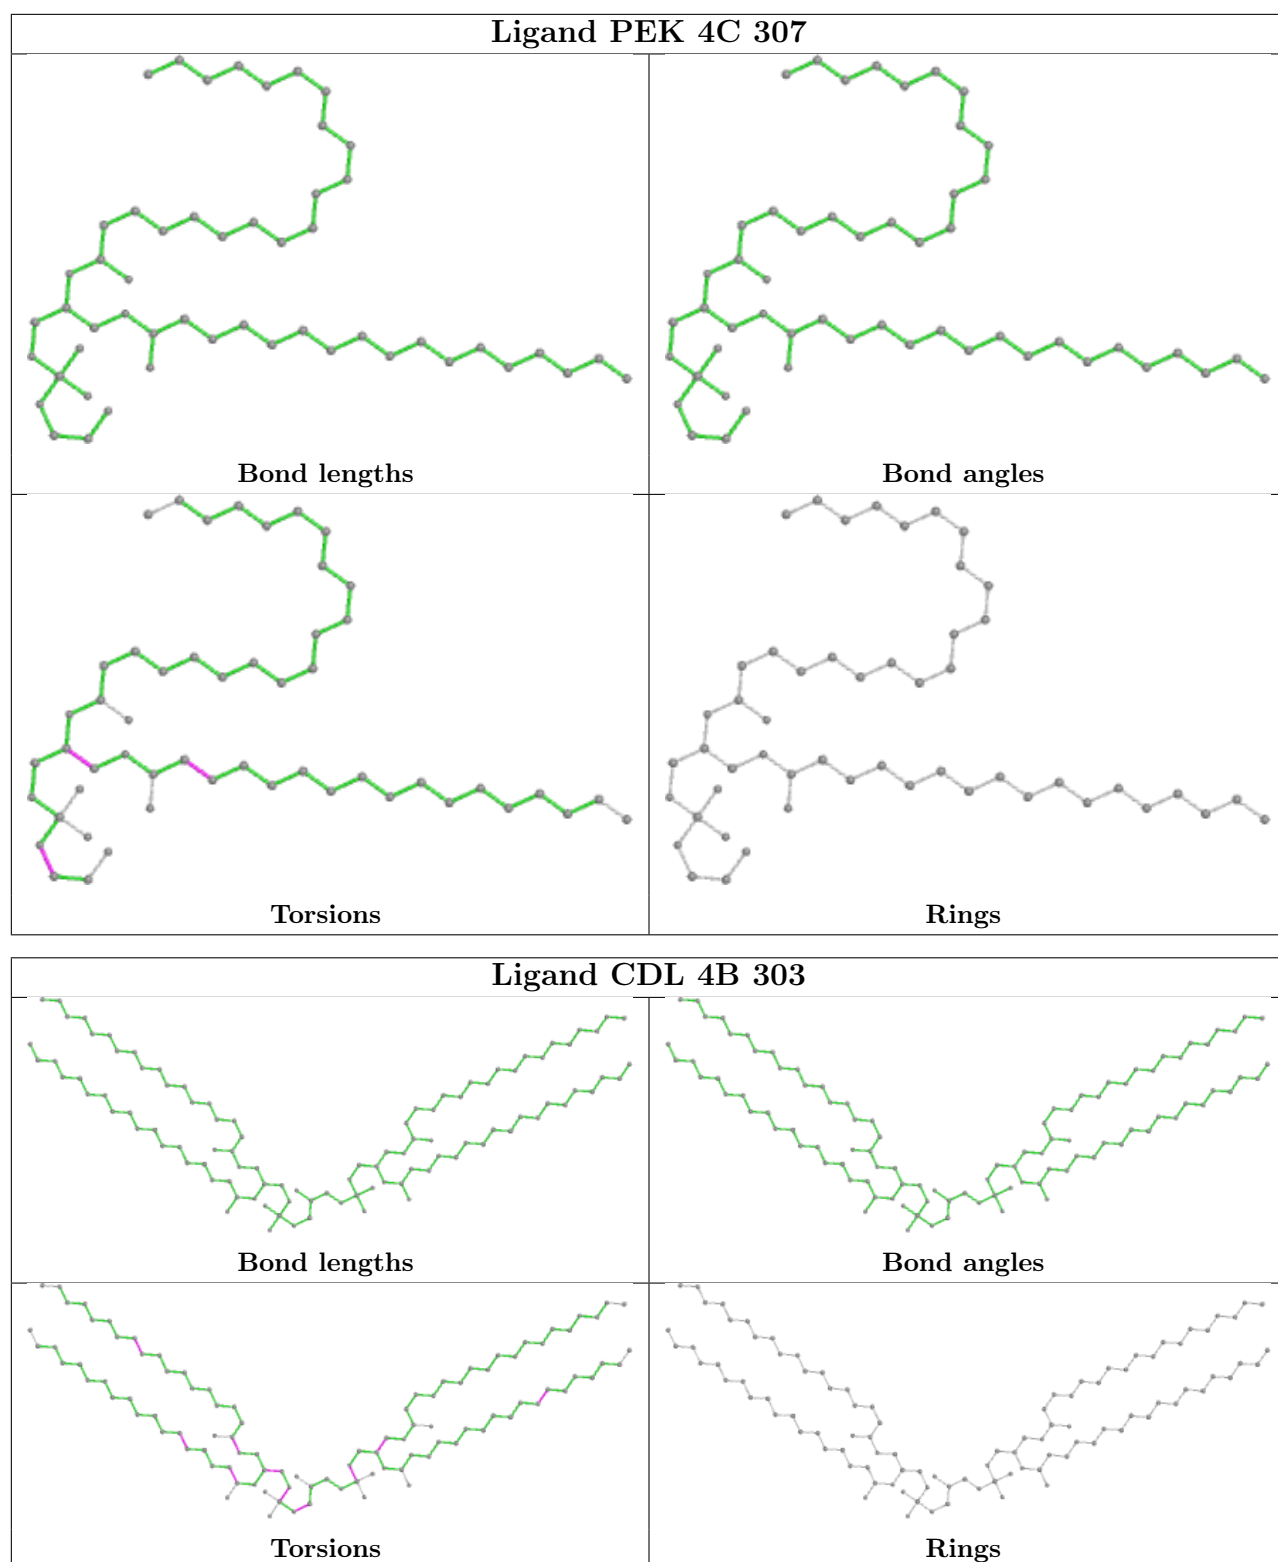 Ligand PEK 4C 307
Bond lengths
Bond angles
Torsions
Rings
Ligand CDL 4B 303
Bond lengths
Bond angles
Torsions
Rings